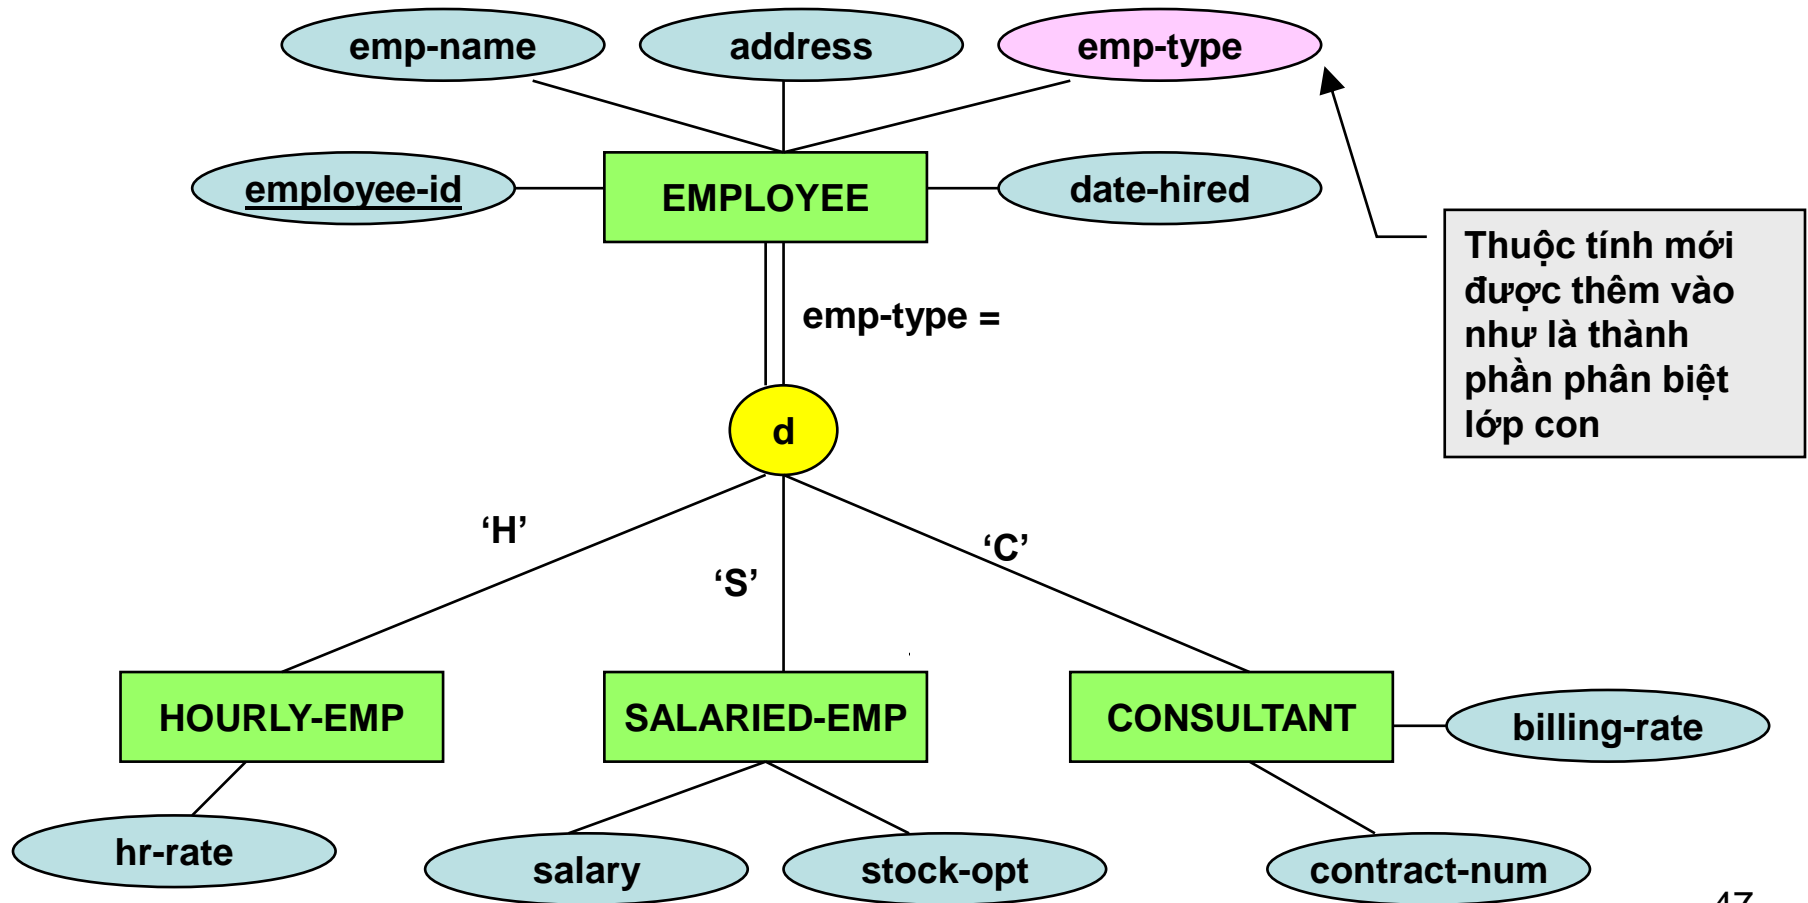 emp-name
address
emp-type
employee-id
EMPLOYEE
date-hired
Thuộc tính mới
được thêm vào
như là thành
phần phân biệt
lớp con
emp-type =
d
‘H’
‘S’
‘C’
HOURLY-EMP
SALARIED-EMP
CONSULTANT
billing-rate
hr-rate
salary
stock-opt
contract-num
47